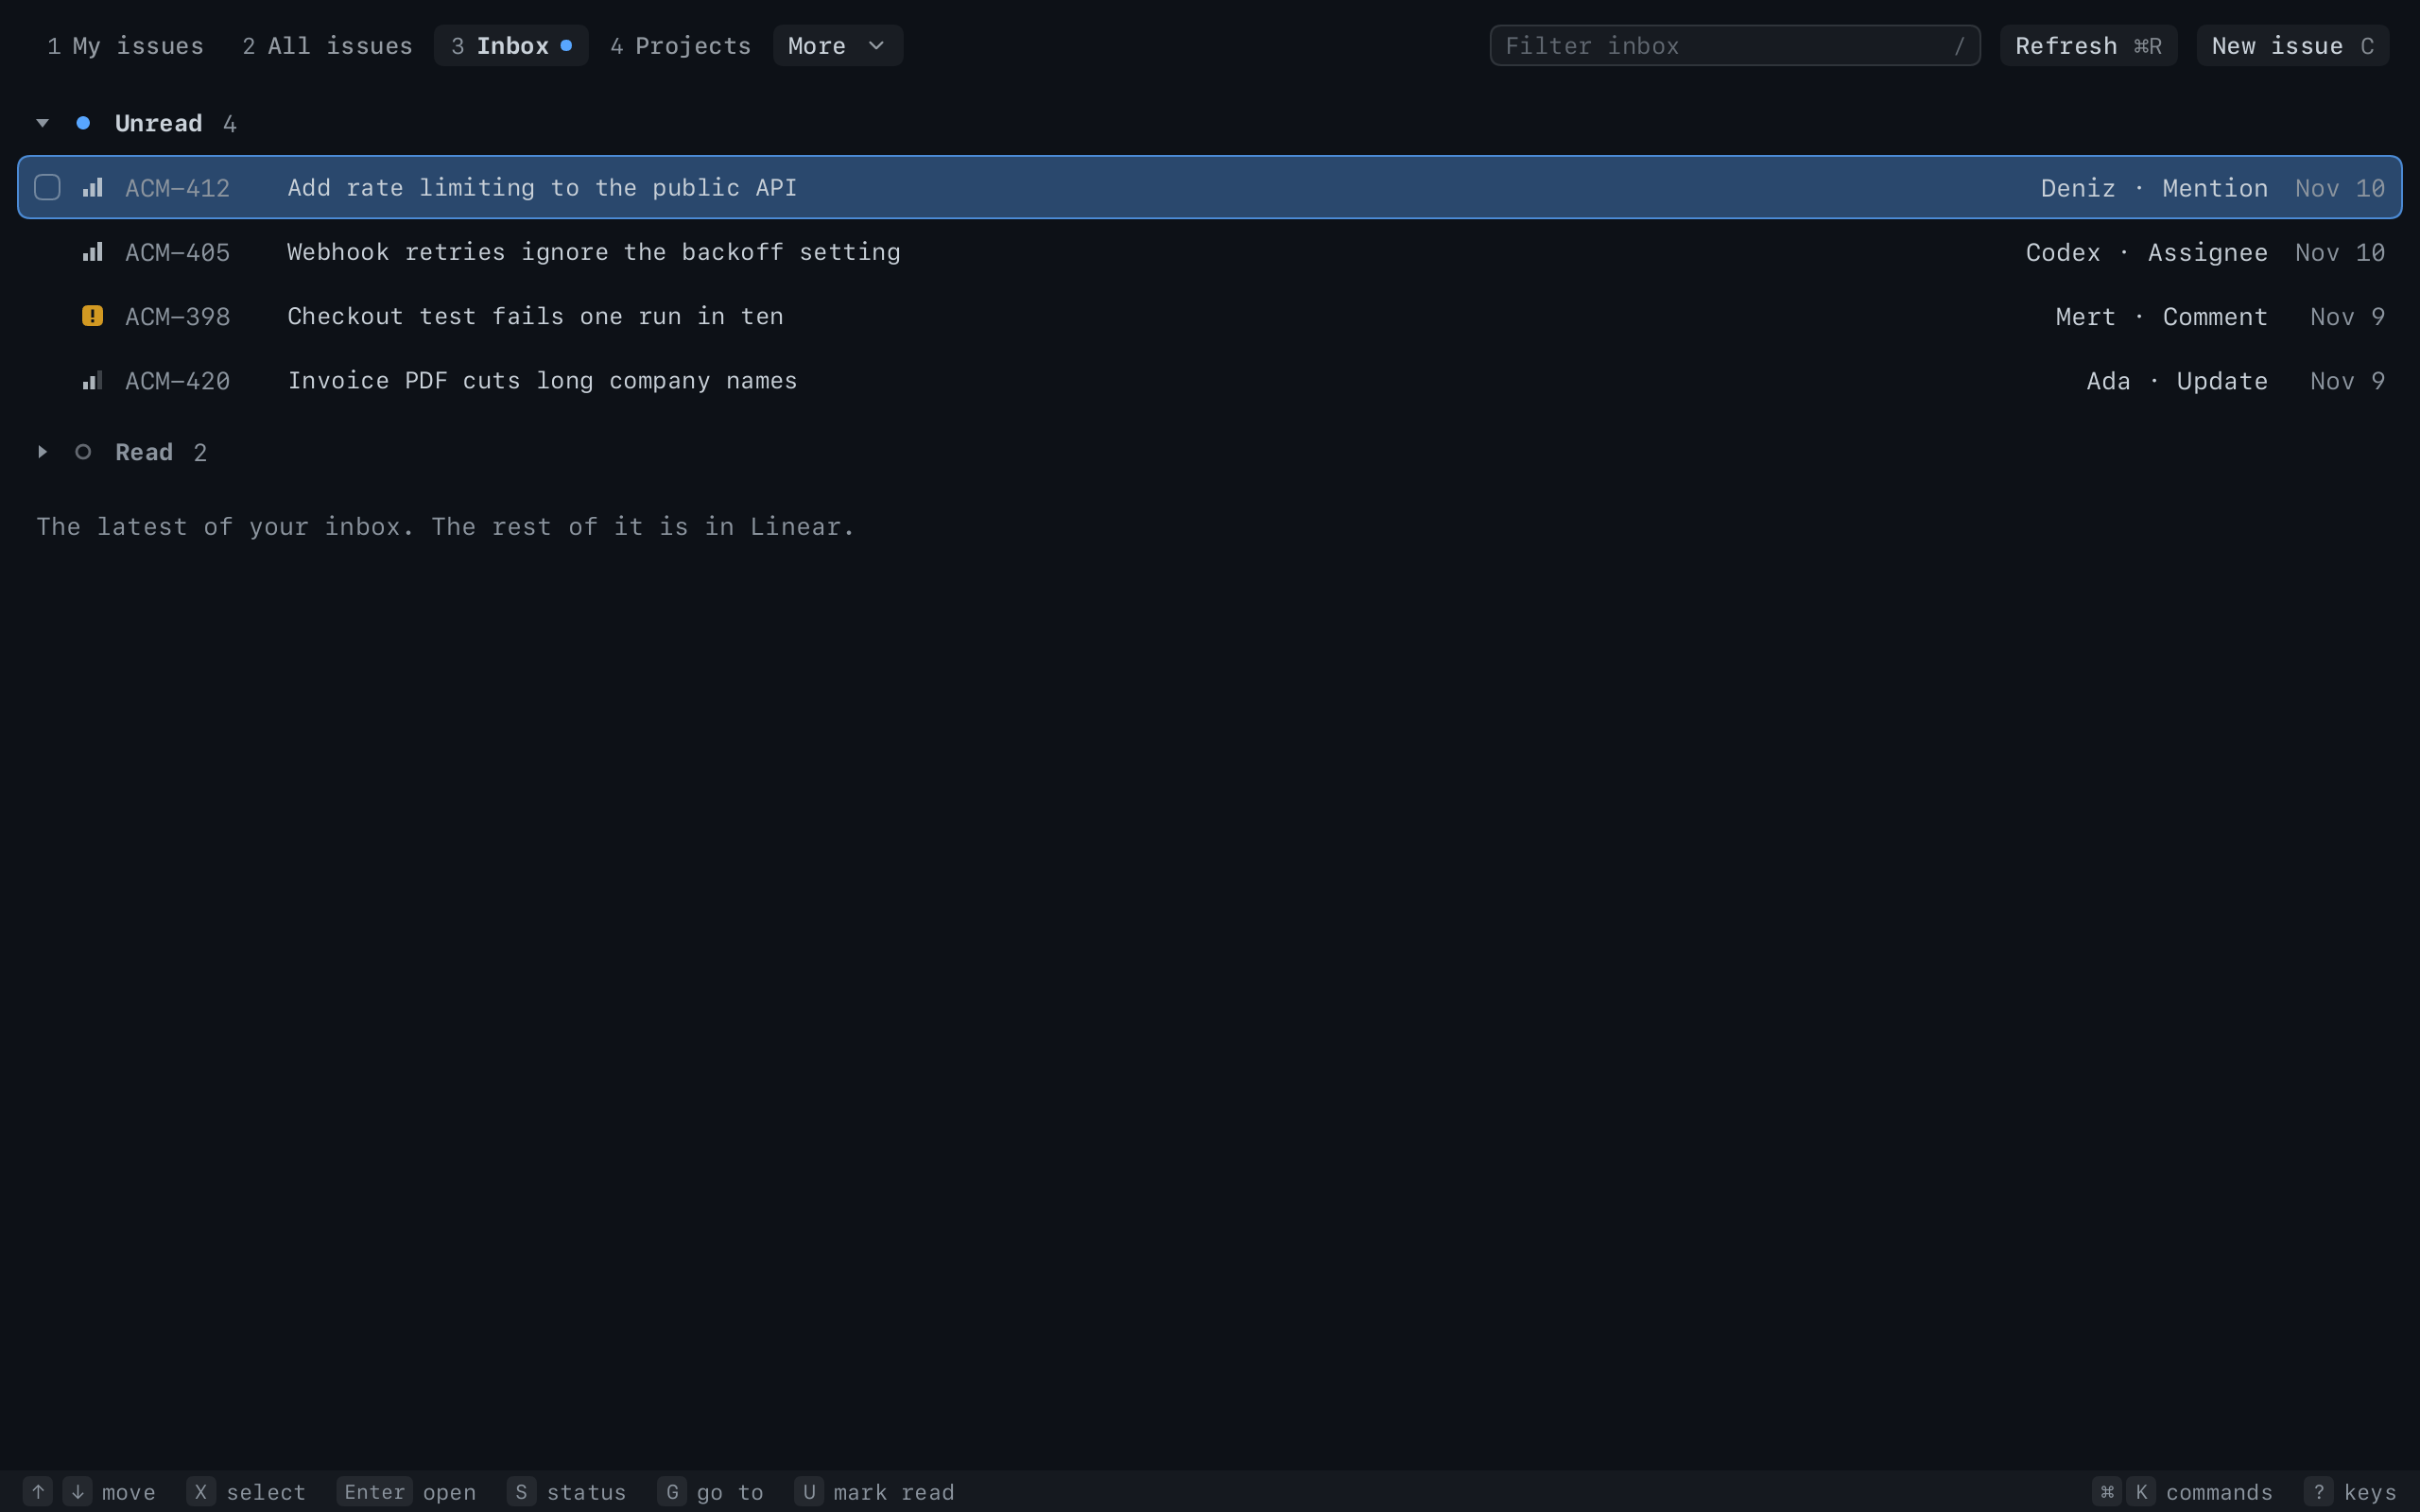 1 My issues 2 All issues 3 Inbox 4 Projects More Filter inbox / Refresh ⌘R New issue C
Unread 4
ACM-412 Add rate limiting to the public API Deniz · Mention Nov 10
ACM-405 Webhook retries ignore the backoff setting Codex · Assignee Nov 10
ACM-398 Checkout test fails one run in ten Mert · Comment Nov 9
ACM-420 Invoice PDF cuts long company names Ada · Update Nov 9
Read 2
The latest of your inbox. The rest of it is in Linear.
↑ ↓ move X select Enter open S status G go to U mark read ⌘ K commands ? keys